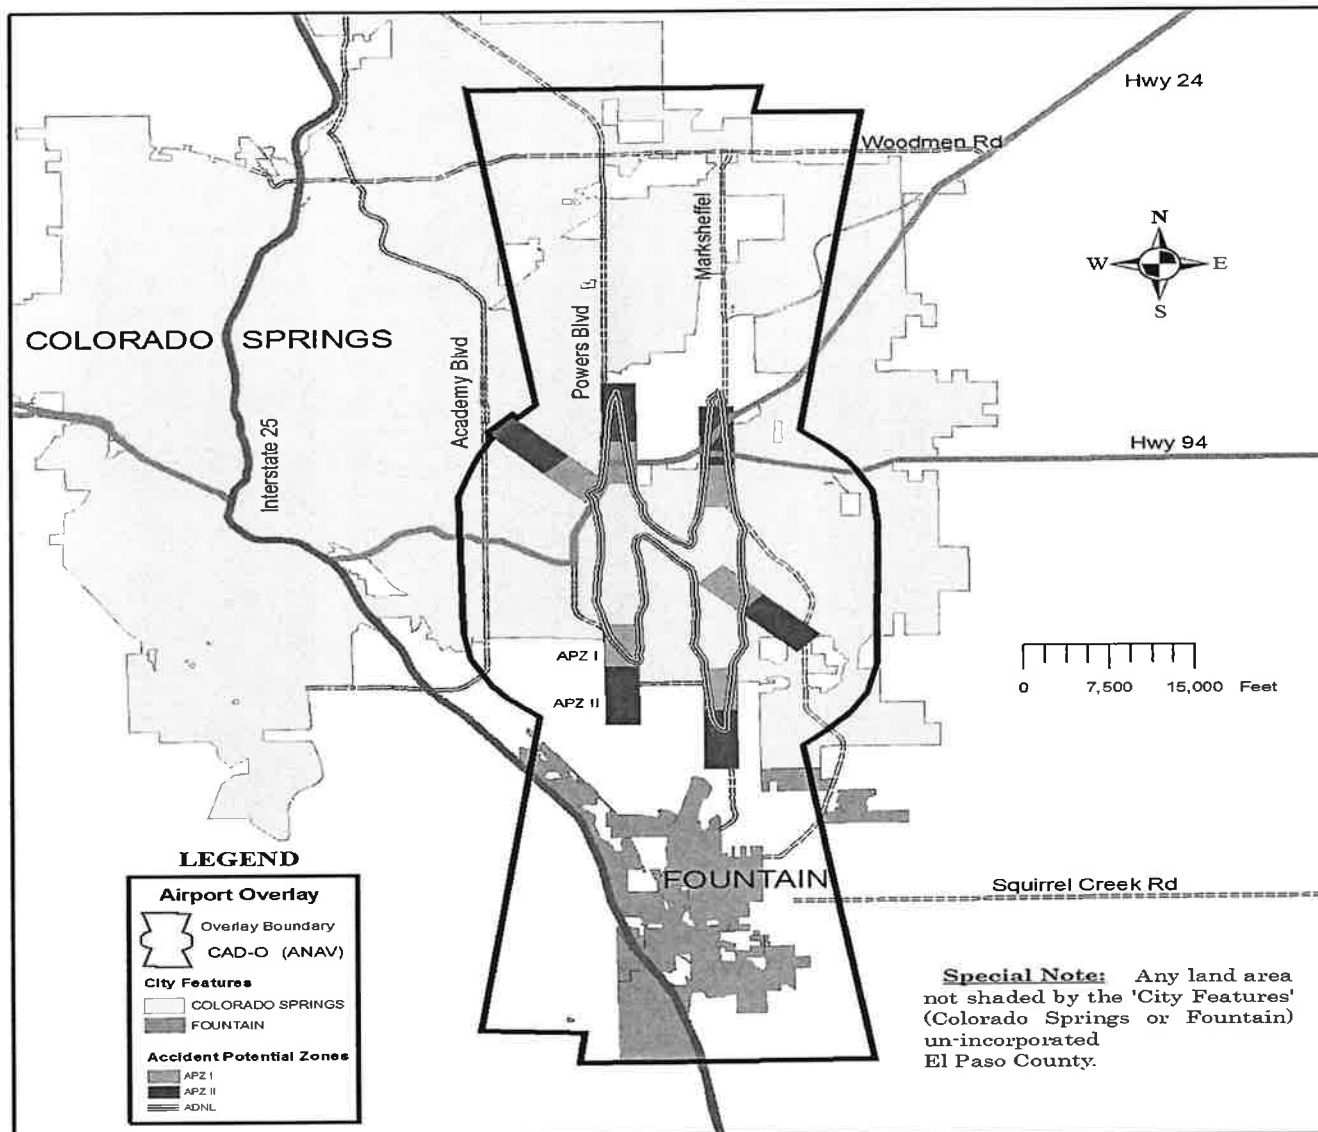 Hwy 24
Woodmen Rd
Marksheffel
N
W E
S
COLORADO SPRINGS
Powers Blvd
Academy Blvd
Interstate 25
Hwy 94
APZ I
APZ II
0 7,500 15,000 Feet
FOUNTAIN
Squirrel Creek Rd
LEGEND
Airport Overlay
Overlay Boundary
CAD-O (ANAV)
City Features
COLORADO SPRINGS
FOUNTAIN
Accident Potential Zones
APZ I
APZ II
ADNL
Special Note: Any land area
not shaded by the 'City Features'
(Colorado Springs or Fountain)
un-incorporated
El Paso County.